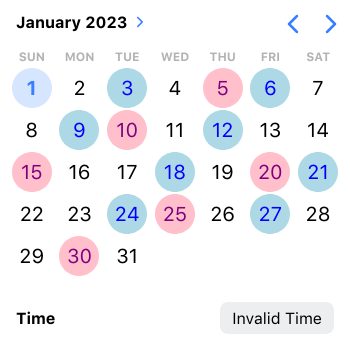 January 2023
SUN MON TUE WED THU FRI SAT
1 2 3 4 5 6 7
8 9 10 11 12 13 14
15 16 17 18 19 20 21
22 23 24 25 26 27 28
29 30 31
Time Invalid Time